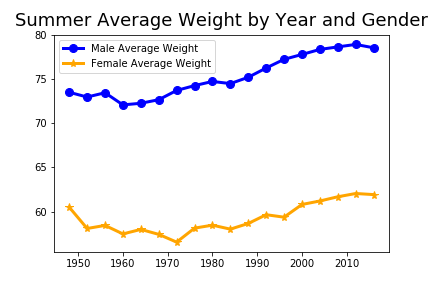 Summer Average Weight by Year and Gender
80
Male Average Weight
Female Average Weight
75
70
65
60
1950 1960 1970 1980 1990 2000 2010